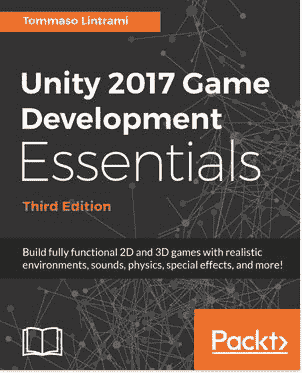 Tommaso Lintrami
Unity 2017 Game
Development
Essentials
Third Edition
Build fully functional 2D and 3D games with realistic
environments, sounds, physics, special effects, and more!
Packt>